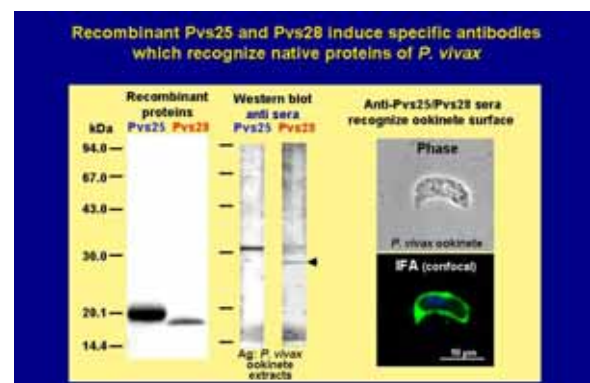 Recombinant Pvs25 and Pvs28 induce specific antibodies
which recognize native proteins of P. vivax
Recombinant
proteins
kDa Pvs25 Pvs28
94.0
67.0
43.0
30.0
20.1
14.4
Western blot
anti sera
Pvs25 Pvs28
Ag: P. vivax
ookinete
extracts
Anti-Pvs25/Pvs28 sera
recognize ookinete surface
Phase
P. vivax ookinete
IFA (confocal)
10 µm